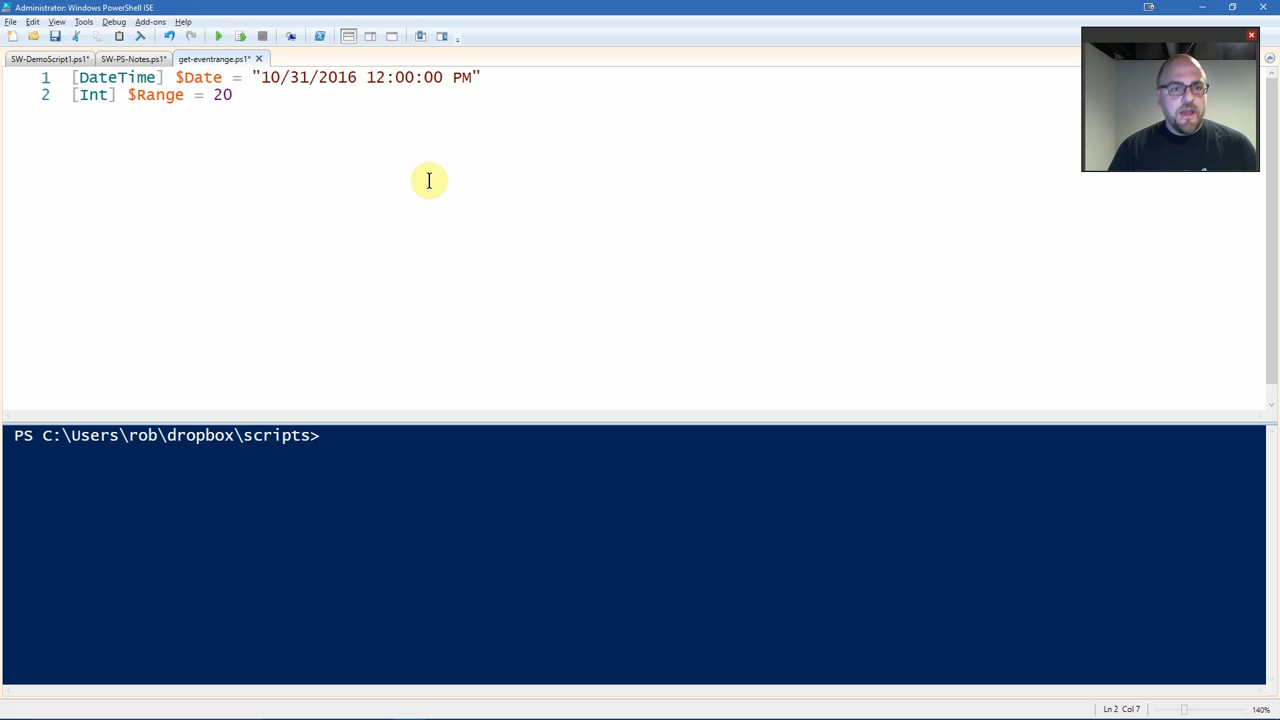 Administrator: Windows PowerShell ISE
File Edit View Tools Debug Add-ons Help
SW-DemoScript1.ps1* SW-PS-Notes.ps1* get-eventrange.ps1*
1 [DateTime] $Date = "10/31/2016 12:00:00 PM"
2 [Int] $Range = 20
PS C:\Users\rob\dropbox\scripts>
Ln 2 Col 7 140%